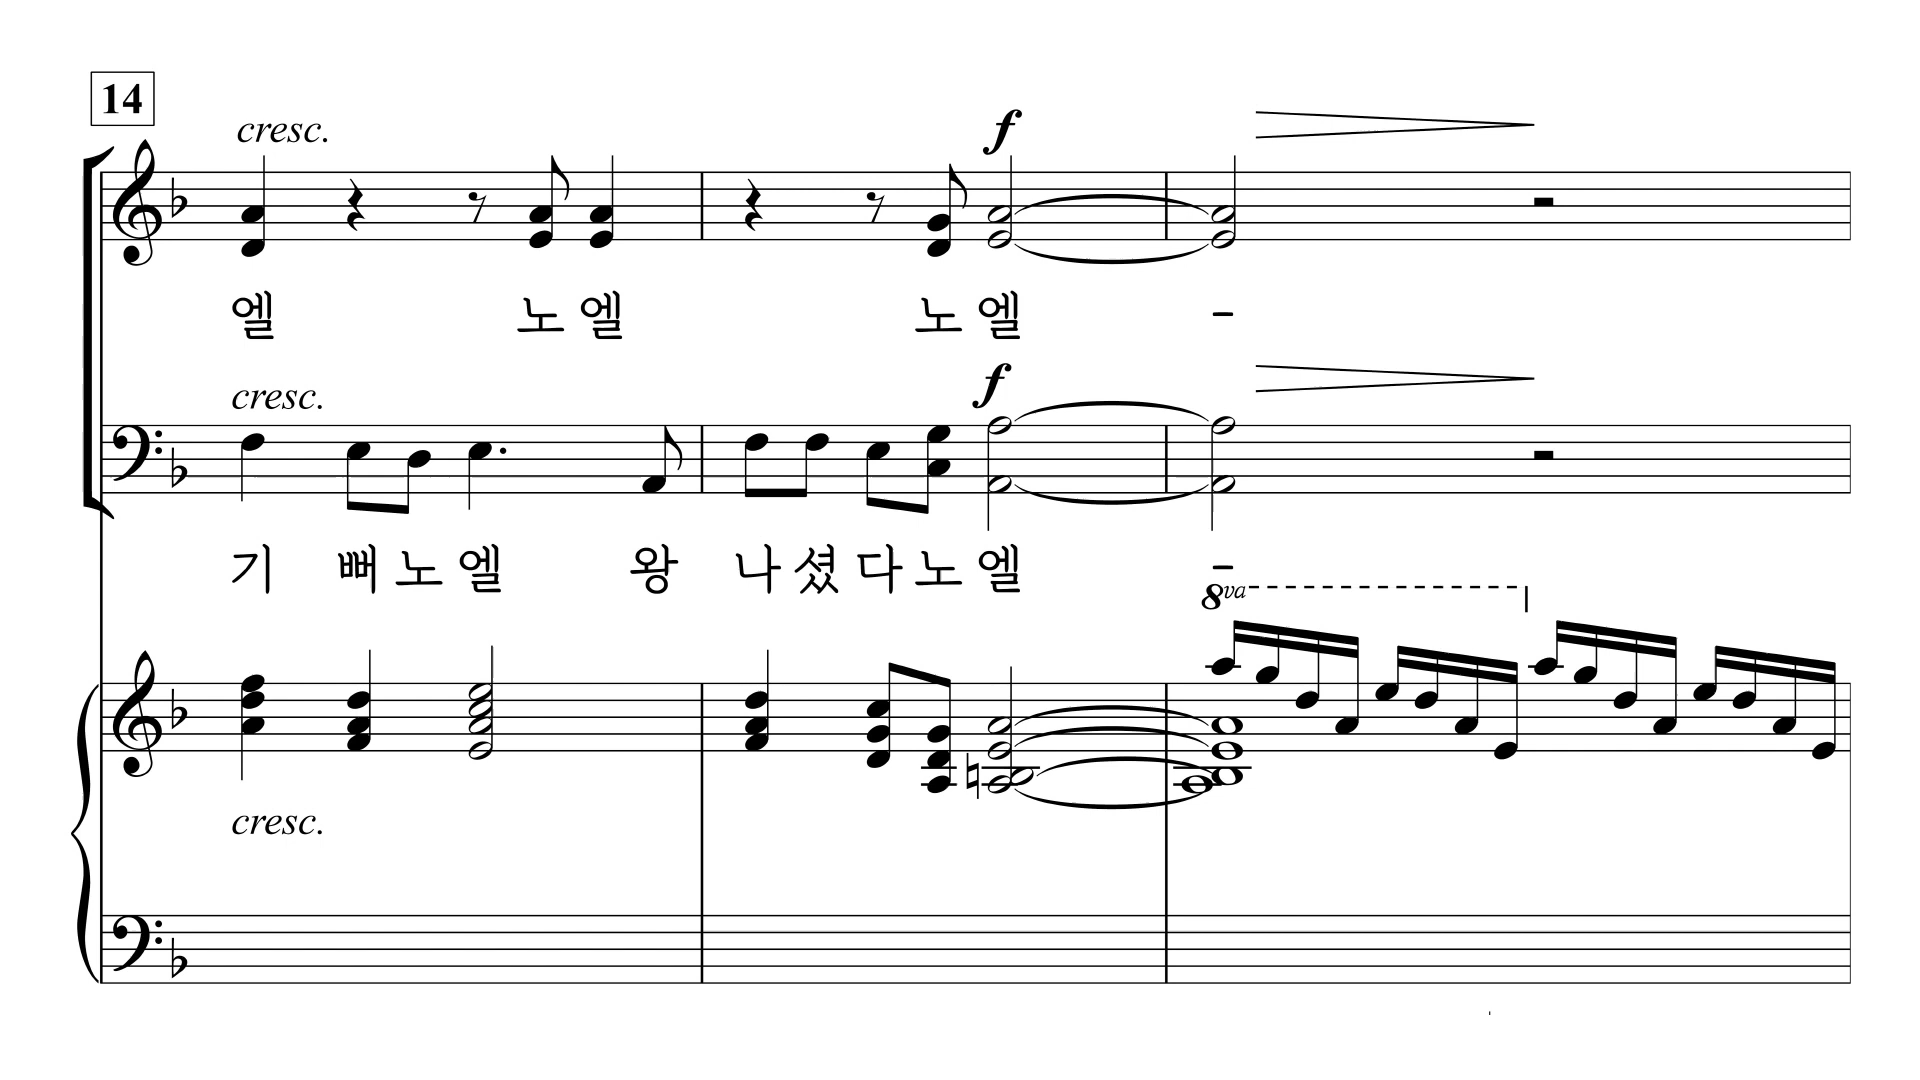 14
cresc.
f
엘 노 엘 노 엘 –
cresc.
f
기 뻐 노 엘 왕 나 셨 다 노 엘 –
8va
cresc.